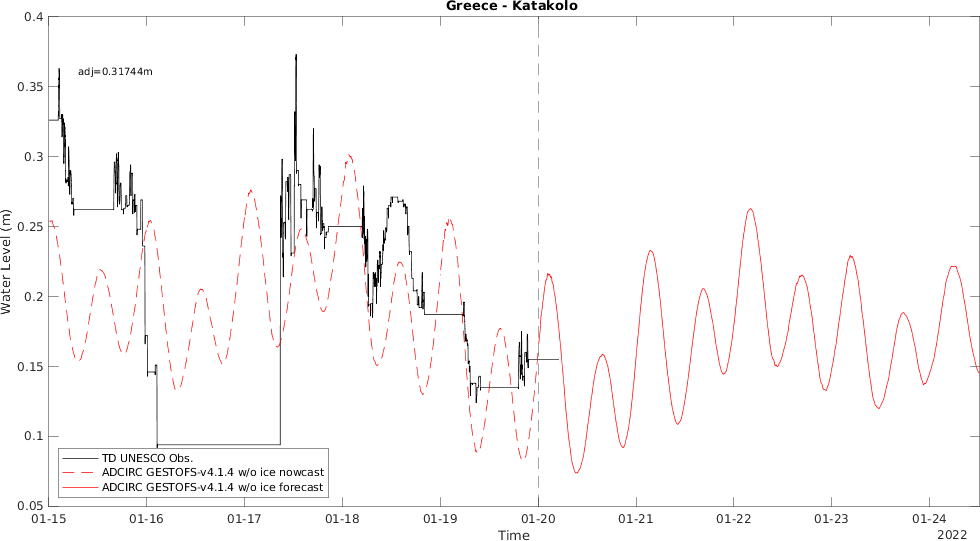 Greece - Katakolo
0.4
0.35
0.3
0.25
0.2
0.15
0.1
0.05
Water Level (m)
adj=0.31744m
TD UNESCO Obs.
ADCIRC GESTOFS-v4.1.4 w/o ice nowcast
ADCIRC GESTOFS-v4.1.4 w/o ice forecast
01-15 01-16 01-17 01-18 01-19 01-20 01-21 01-22 01-23 01-24
Time
2022